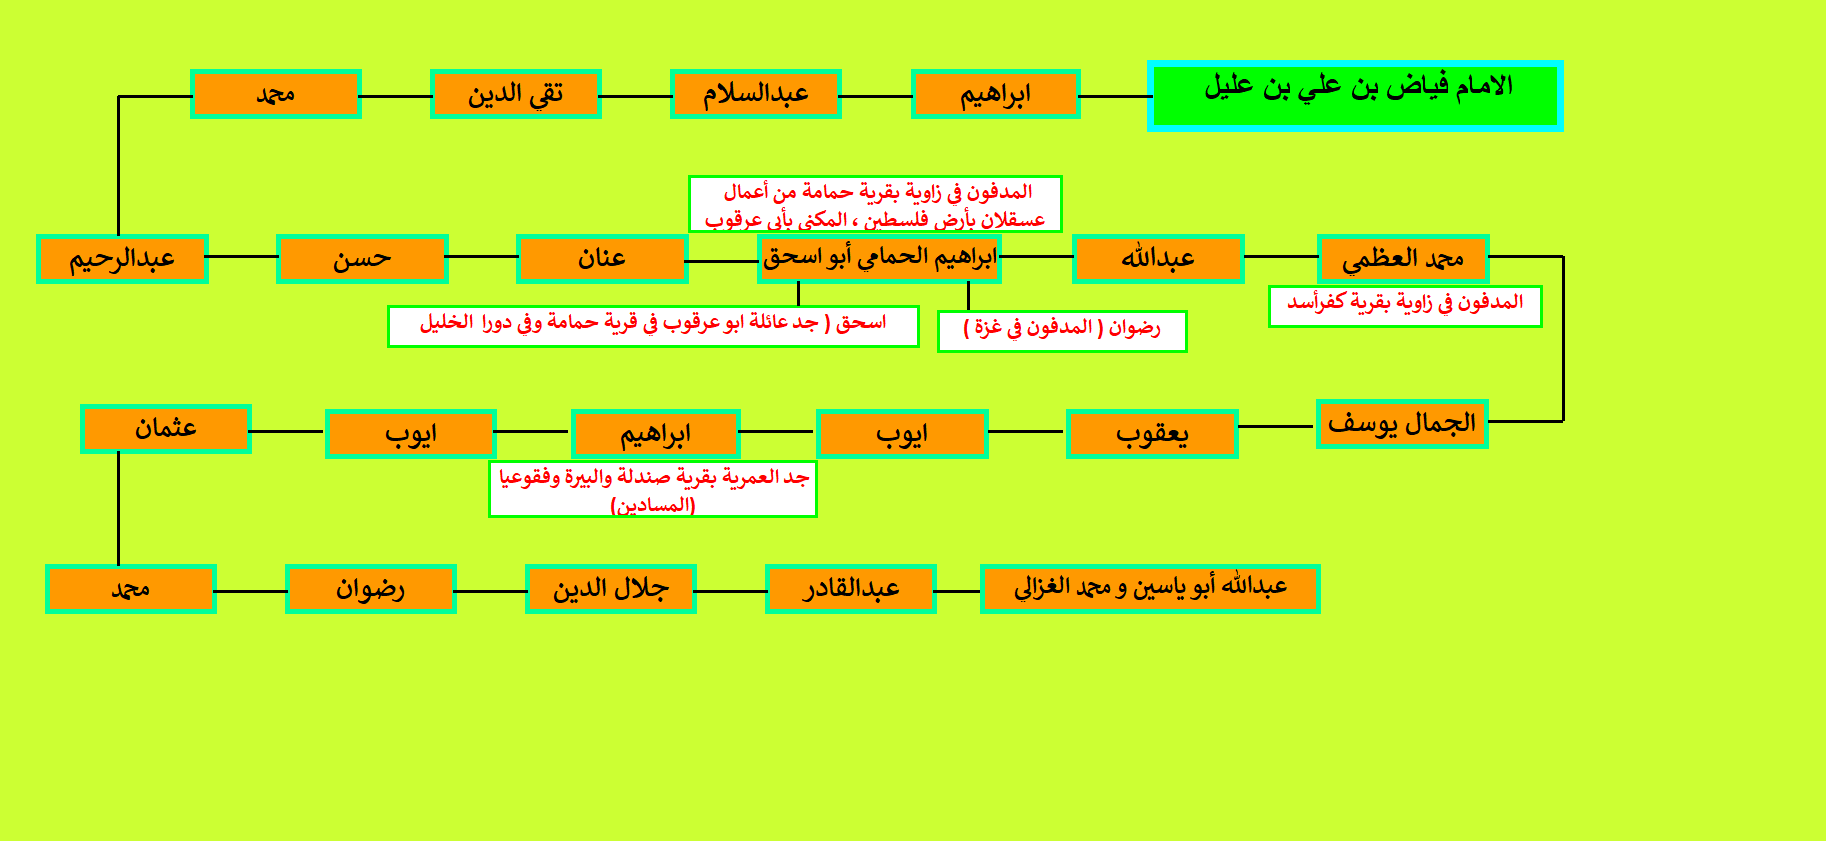 الامام فياض بن علي بن عليل
ابراهيم
عبدالسلام
تقي الدين
محمد
المدفون في زاوية بقرية حمامة من أعمال
عسقلان بأرض فلسطين ، المكنى بأبي عرقوب
محمد العظمي
عبدالله
ابراهيم الحمامي أبو اسحق
عنان
حسن
عبدالرحيم
المدفون في زاوية بقرية كفرأسد
رضوان ( المدفون في غزة )
اسحق ( جد عائلة ابو عرقوب في قرية حمامة وفي دورا الخليل
الجمال يوسف
يعقوب
ايوب
ابراهيم
ايوب
عثمان
جد العمرية بقرية صندلة والبيرة وفقوعيا
(المسادين)
عبدالله أبو ياسين و محمد الغزالي
عبدالقادر
جلال الدين
رضوان
محمد